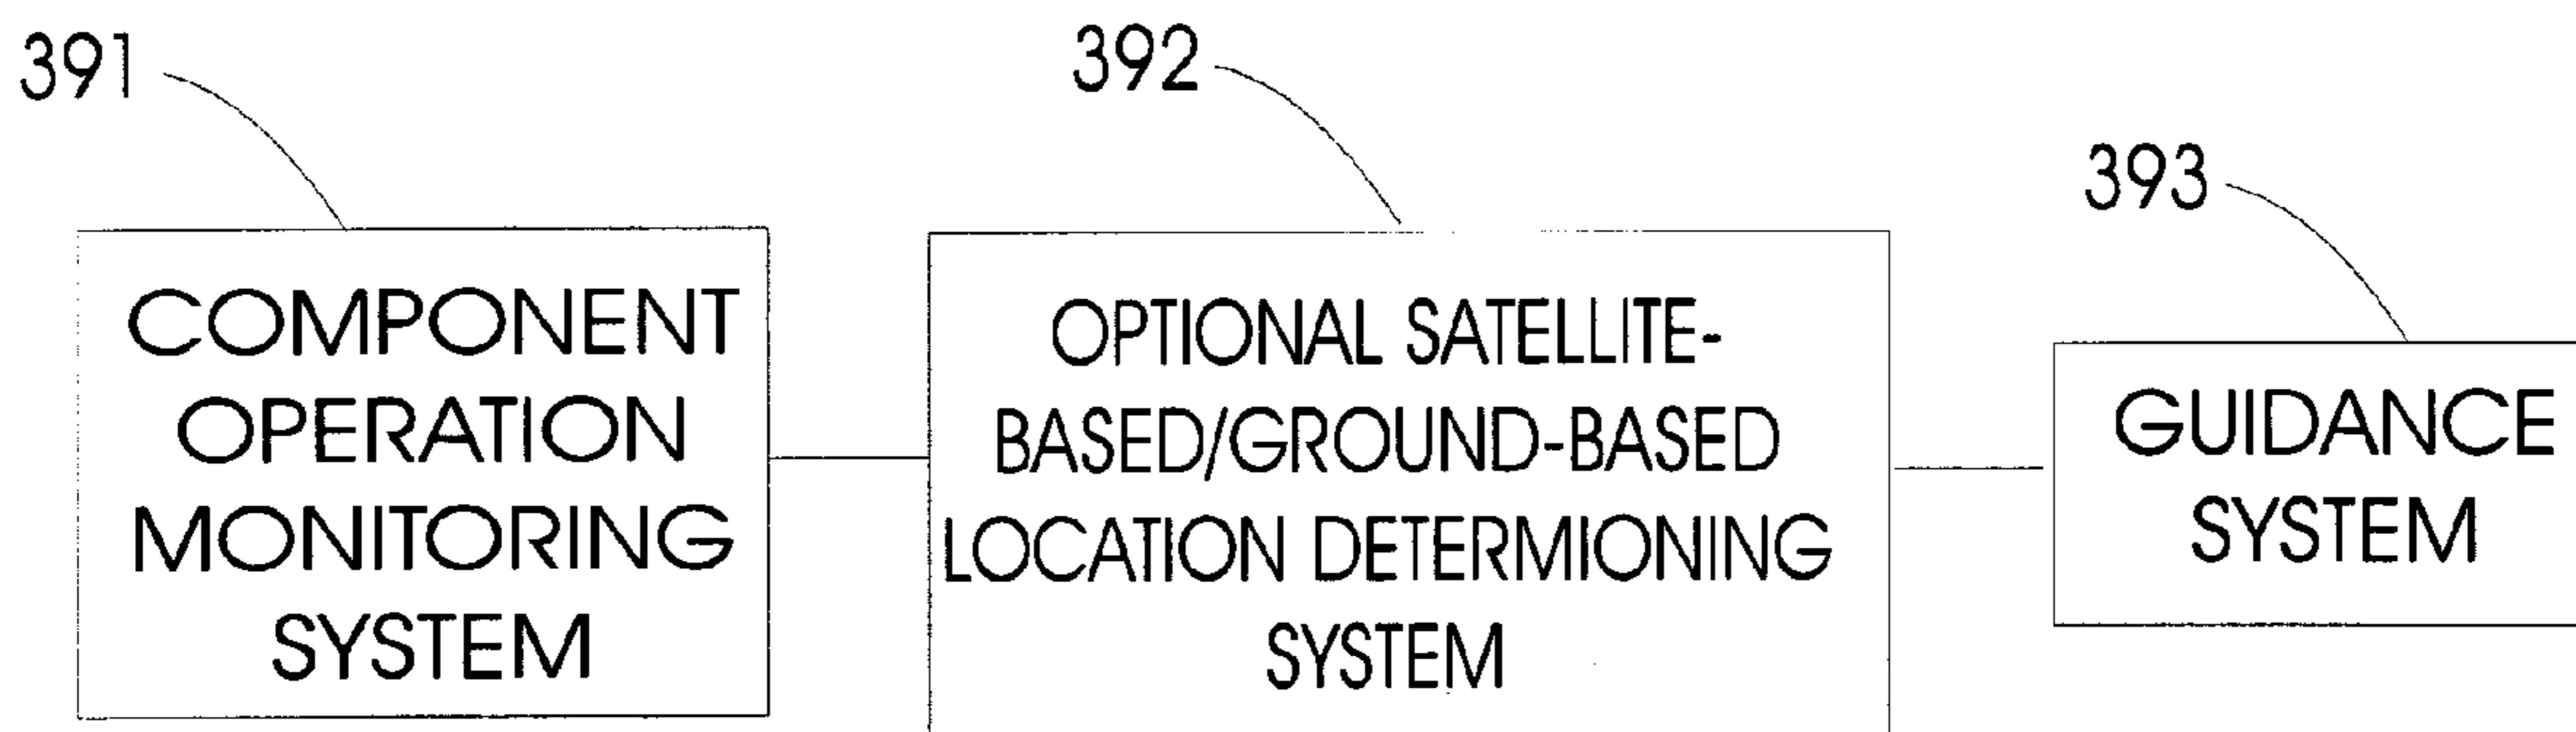 391
COMPONENT
OPERATION
MONITORING
SYSTEM
392
OPTIONAL SATELLITE-
BASED/GROUND-BASED
LOCATION DETERMIONING
SYSTEM
393
GUIDANCE
SYSTEM